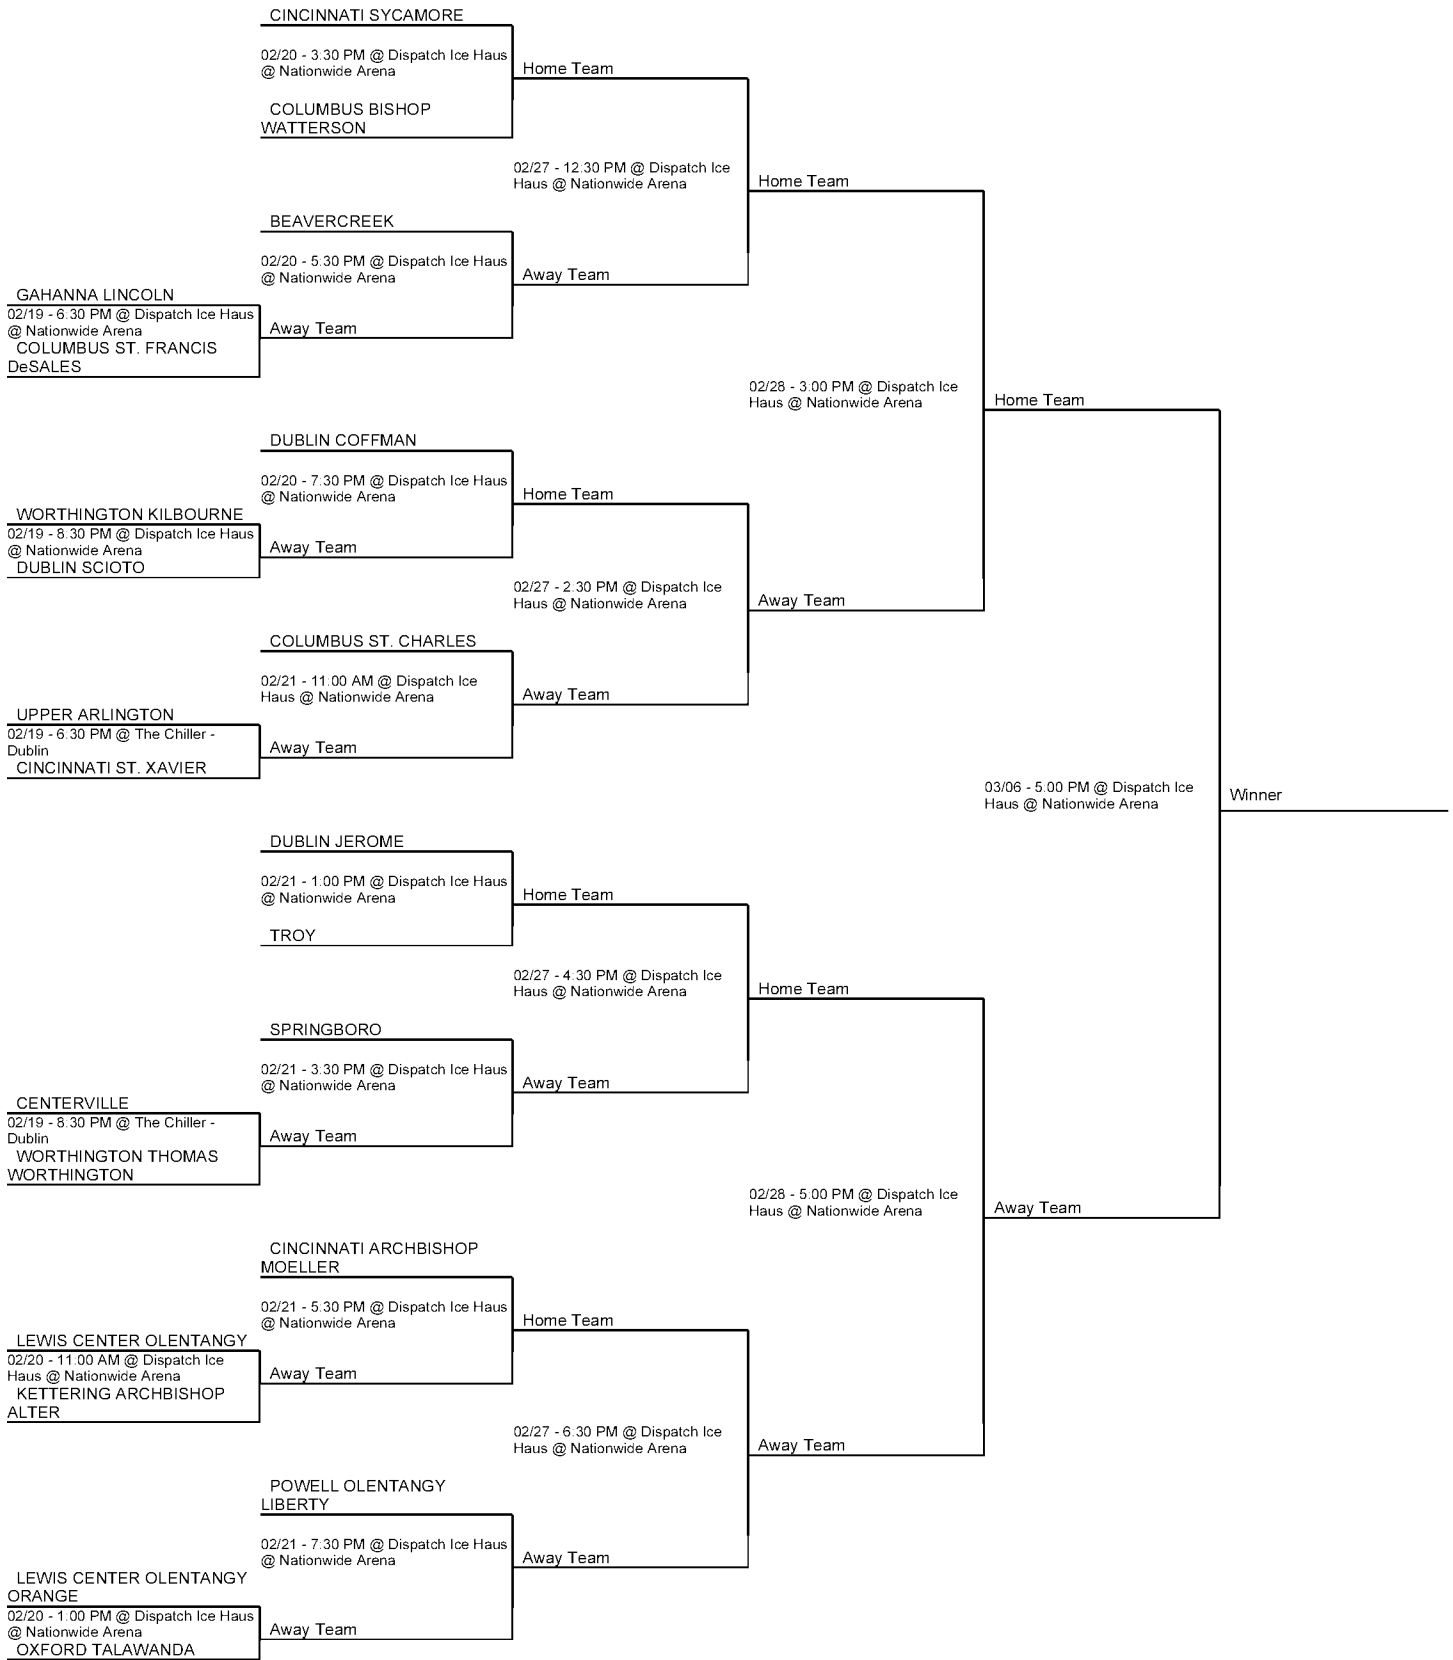 CINCINNATI SYCAMORE
02/20 - 3:30 PM @ Dispatch Ice Haus
@ Nationwide Arena
Home Team
COLUMBUS BISHOP
WATTERSON
02/27 - 12:30 PM @ Dispatch Ice
Haus @ Nationwide Arena
Home Team
BEAVERCREEK
02/20 - 5:30 PM @ Dispatch Ice Haus
@ Nationwide Arena
Away Team
GAHANNA LINCOLN
02/19 - 6:30 PM @ Dispatch Ice Haus
@ Nationwide Arena
Away Team
COLUMBUS ST. FRANCIS
DeSALES
02/28 - 3:00 PM @ Dispatch Ice
Haus @ Nationwide Arena
Home Team
DUBLIN COFFMAN
02/20 - 7:30 PM @ Dispatch Ice Haus
@ Nationwide Arena
Home Team
WORTHINGTON KILBOURNE
02/19 - 8:30 PM @ Dispatch Ice Haus
@ Nationwide Arena
Away Team
DUBLIN SCIOTO
02/27 - 2:30 PM @ Dispatch Ice
Haus @ Nationwide Arena
Away Team
COLUMBUS ST. CHARLES
02/21 - 11:00 AM @ Dispatch Ice
Haus @ Nationwide Arena
Away Team
UPPER ARLINGTON
02/19 - 6:30 PM @ The Chiller -
Dublin
Away Team
CINCINNATI ST. XAVIER
03/06 - 5:00 PM @ Dispatch Ice
Haus @ Nationwide Arena
Winner
DUBLIN JEROME
02/21 - 1:00 PM @ Dispatch Ice Haus
@ Nationwide Arena
Home Team
TROY
02/27 - 4:30 PM @ Dispatch Ice
Haus @ Nationwide Arena
Home Team
SPRINGBORO
02/21 - 3:30 PM @ Dispatch Ice Haus
@ Nationwide Arena
Away Team
CENTERVILLE
02/19 - 8:30 PM @ The Chiller -
Dublin
Away Team
WORTHINGTON THOMAS
WORTHINGTON
02/28 - 5:00 PM @ Dispatch Ice
Haus @ Nationwide Arena
Away Team
CINCINNATI ARCHBISHOP
MOELLER
02/21 - 5:30 PM @ Dispatch Ice Haus
@ Nationwide Arena
Home Team
LEWIS CENTER OLENTANGY
02/20 - 11:00 AM @ Dispatch Ice
Haus @ Nationwide Arena
Away Team
KETTERING ARCHBISHOP
ALTER
02/27 - 6:30 PM @ Dispatch Ice
Haus @ Nationwide Arena
Away Team
POWELL OLENTANGY
LIBERTY
02/21 - 7:30 PM @ Dispatch Ice Haus
@ Nationwide Arena
Away Team
LEWIS CENTER OLENTANGY
ORANGE
02/20 - 1:00 PM @ Dispatch Ice Haus
@ Nationwide Arena
Away Team
OXFORD TALAWANDA